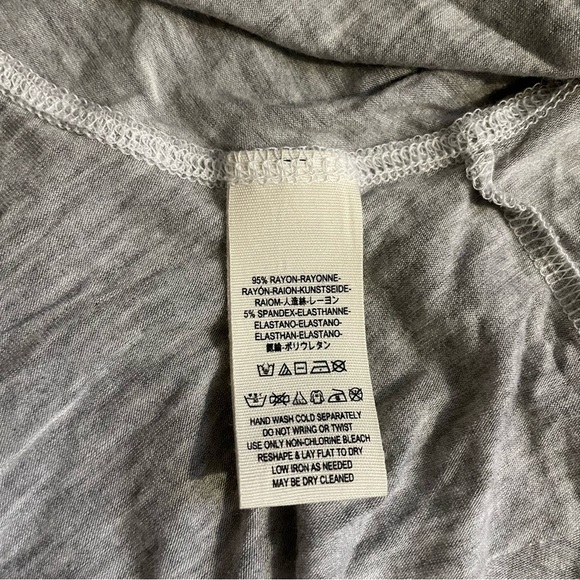 95% RAYON-RAYONNE-
RAYÓN-RAION-KUNSTSEIDE-
RAIOM-人造絲-レーヨン
5% SPANDEX-ELASTHANNE-
ELASTANO-ELASTANO-
ELASTHAN-ELASTAN-
氨綸-ポリウレタン
HAND WASH COLD SEPARATELY
DO NOT WRING OR TWIST
USE ONLY NON-CHLORINE BLEACH
RESHAPE & LAY FLAT TO DRY
LOW IRON AS NEEDED
MAY BE DRY CLEANED